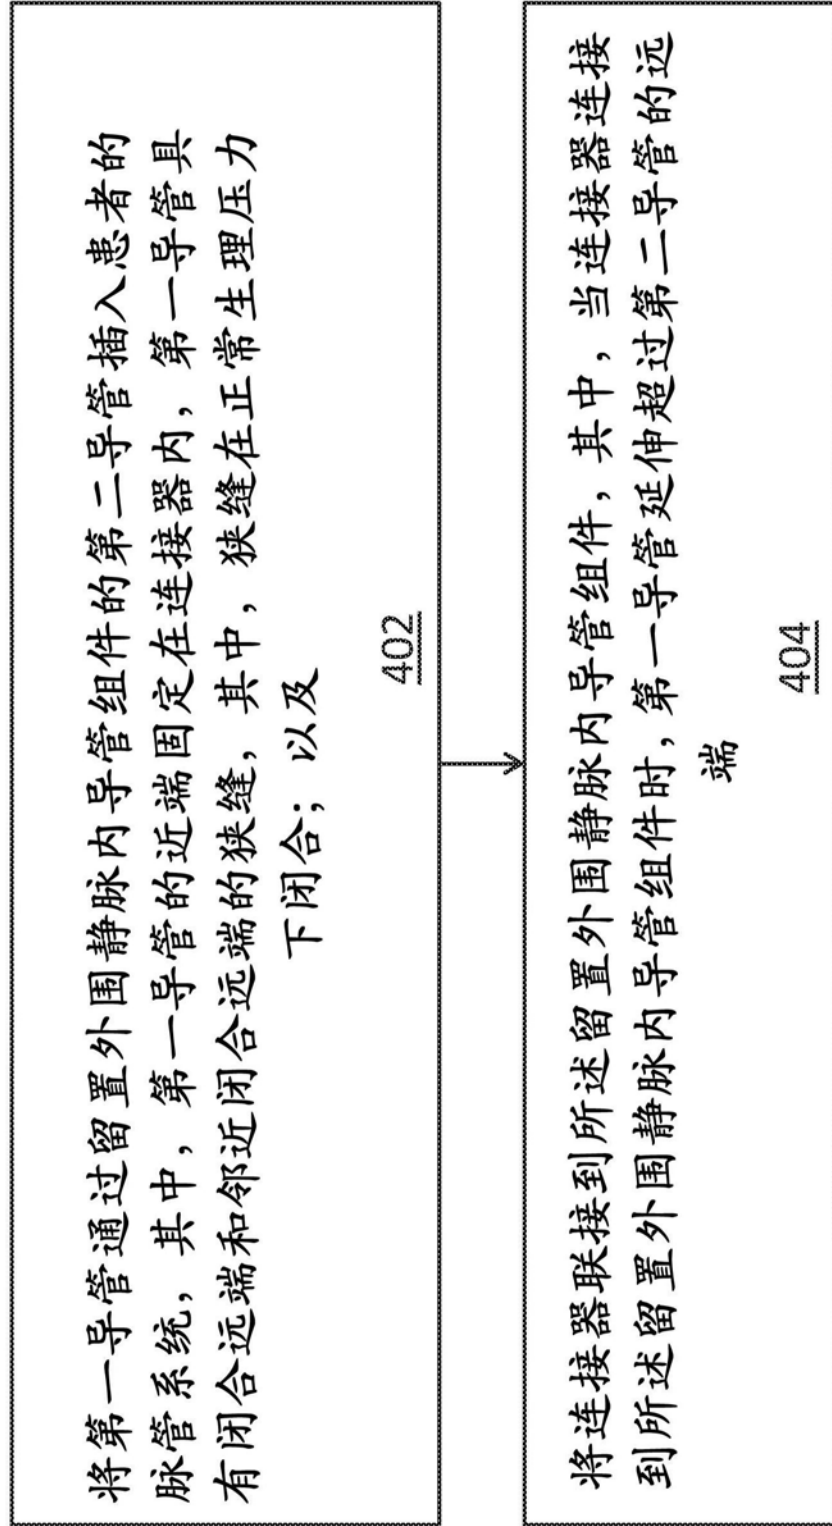 将第一导管通过留置外围静脉内导管组件的第二导管插入患者的
脉管系统，其中，第一导管的近端固定在连接器内，第一导管具
有闭合远端和邻近闭合远端的狭缝，其中，狭缝在正常生理压力
下闭合；以及
402
将连接器联接到所述留置外围静脉内导管组件，其中，当连接器连接
到所述留置外围静脉内导管组件时，第一导管延伸超过第二导管的远
端
404